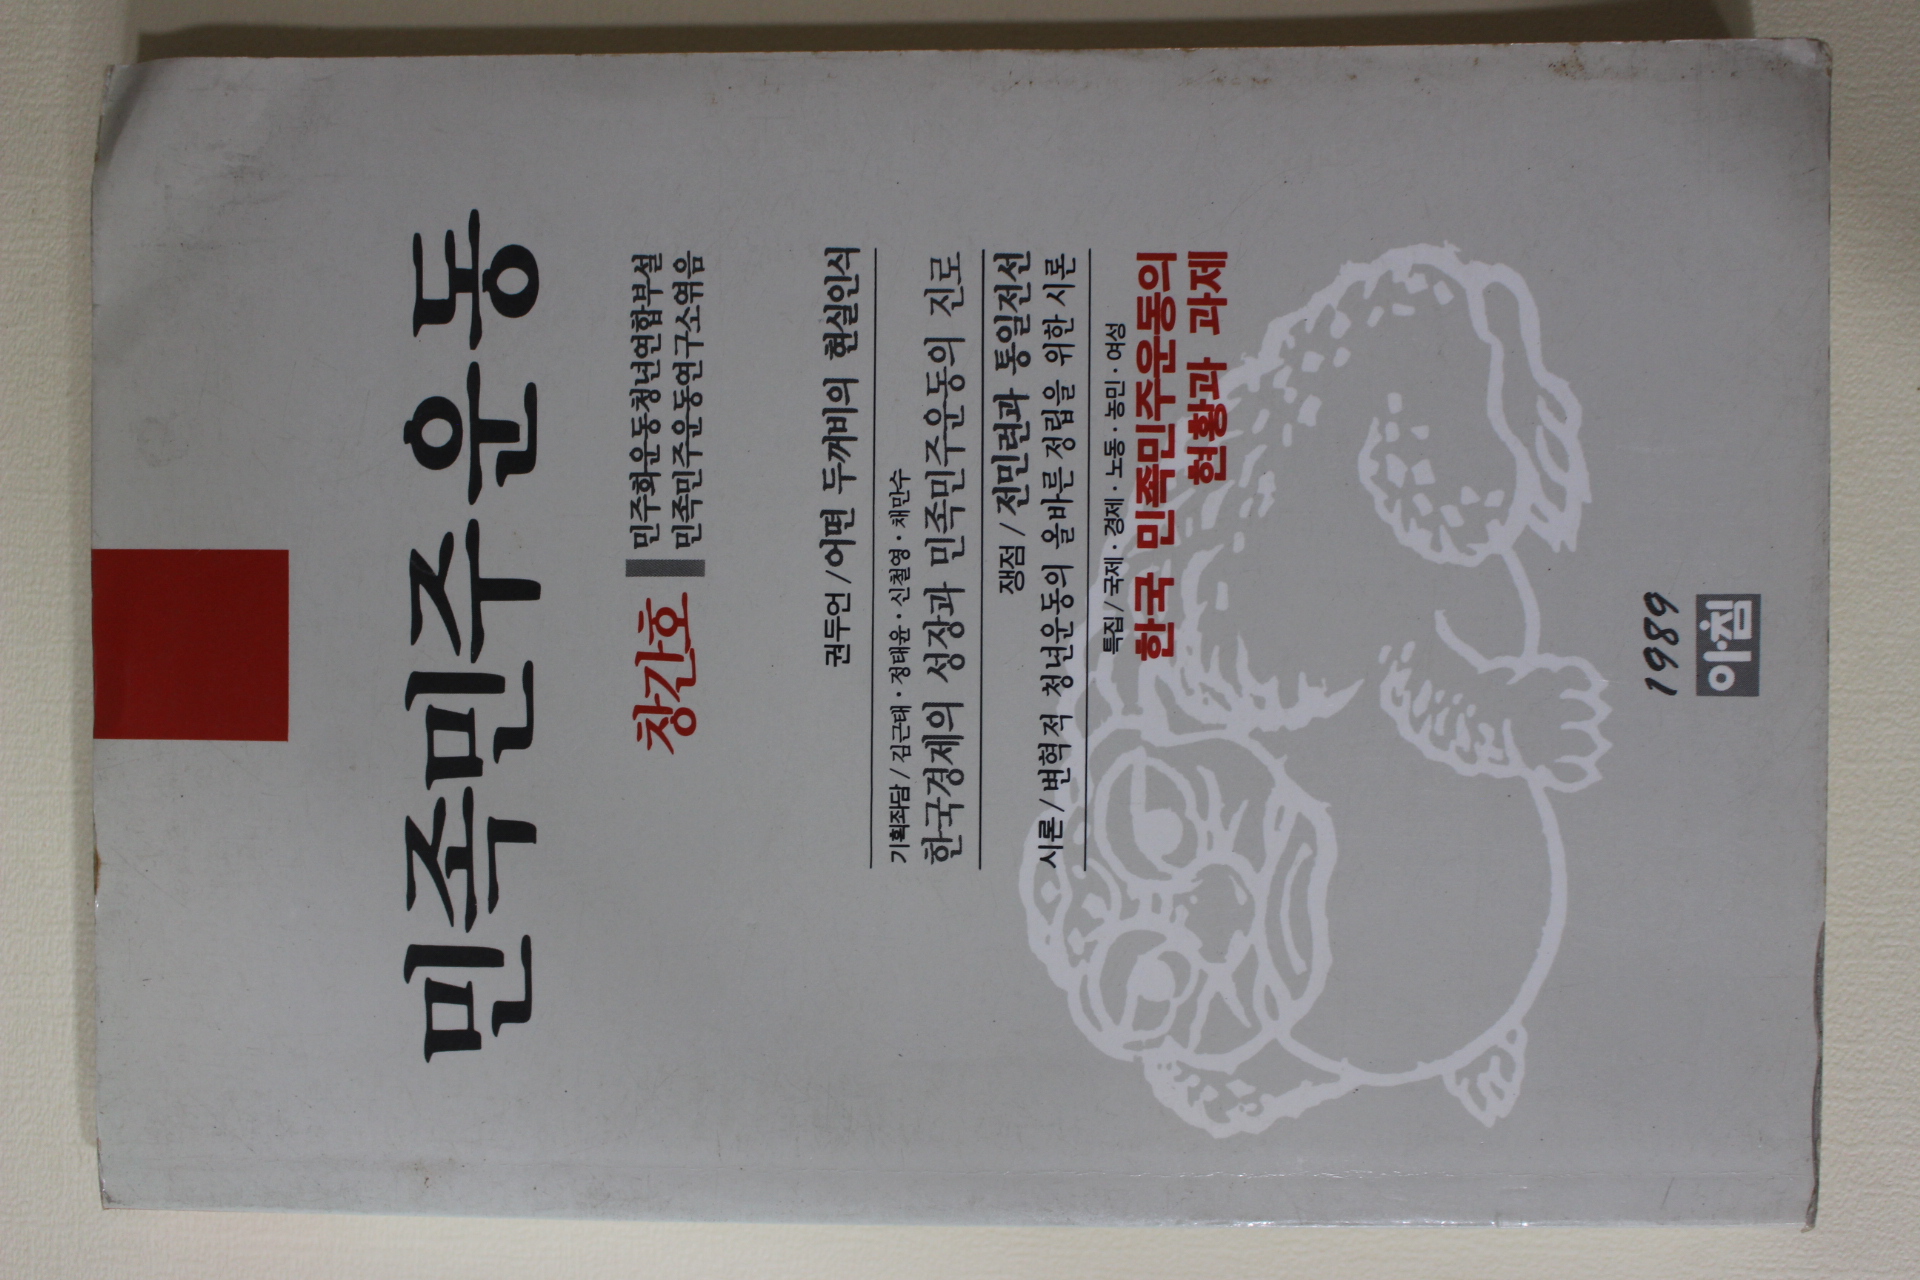 민족민주운동
창간호
민주화운동청년연합부설
민족민주운동연구소엮음
권두언/어떤 두꺼비의 현실인식
기획좌담/김근태·정태윤·신철영·채만수
한국경제의 성장과 민족민주운동의 진로
쟁점/전민련과 통일전선
시론/변혁적 청년운동의 올바른 정립을 위한 시론
특집/국제·경제·노동·농민·여성
한국 민족민주운동의
현황과 과제
1989
아침